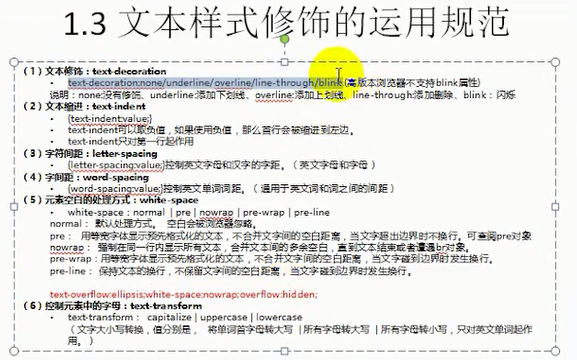 1.3 文本样式修饰的运用规范
（1）文本修饰：text-decoration
• text-decoration:none/underline/overline/line-through/blink(高版本浏览器不支持blink属性)
说明：none:没有修饰、underline:添加下划线、overline:添加上划线、line-through:添加删除、blink：闪烁
（2）文本缩进：text-indent
• {text-indent:value;}
• text-indent可以取负值，如果使用负值，那么首行会被缩进到左边。
• text-indent只对第一行起作用
（3）字符间距：letter-spacing
• {letter-spacing:value;}控制英文字母和汉字的字距。（英文字母和字母）
（4）字间距：word-spacing
• {word-spacing:value;}控制英文单词词距。（适用于英文词和词之间的间距）
（5）元素空白的处理方式：white-space
• white-space：normal | pre | nowrap | pre-wrap | pre-line
normal： 默认处理方式。 空白会被浏览器忽略。
pre： 用等宽字体显示预先格式化的文本，不合并文字间的空白距离，当文字超出边界时不换行。可查阅pre对象
nowrap： 强制在同一行内显示所有文本，合并文本间的多余空白，直到文本结束或者遭遇br对象。
pre-wrap：用等宽字体显示预先格式化的文本，不合并文字间的空白距离，当文字碰到边界时发生换行。
pre-line： 保持文本的换行，不保留文字间的空白距离，当文字碰到边界时发生换行。
text-overflow:ellipsis;white-space:nowrap;overflow:hidden;
（6）控制元素中的字母：text-transform
• text-transform： capitalize | uppercase | lowercase
（文字大小写转换，值分别是， 将单词首字母转大写 | 所有字母转大写 | 所有字母转小写，只对英文单词起作
用。）